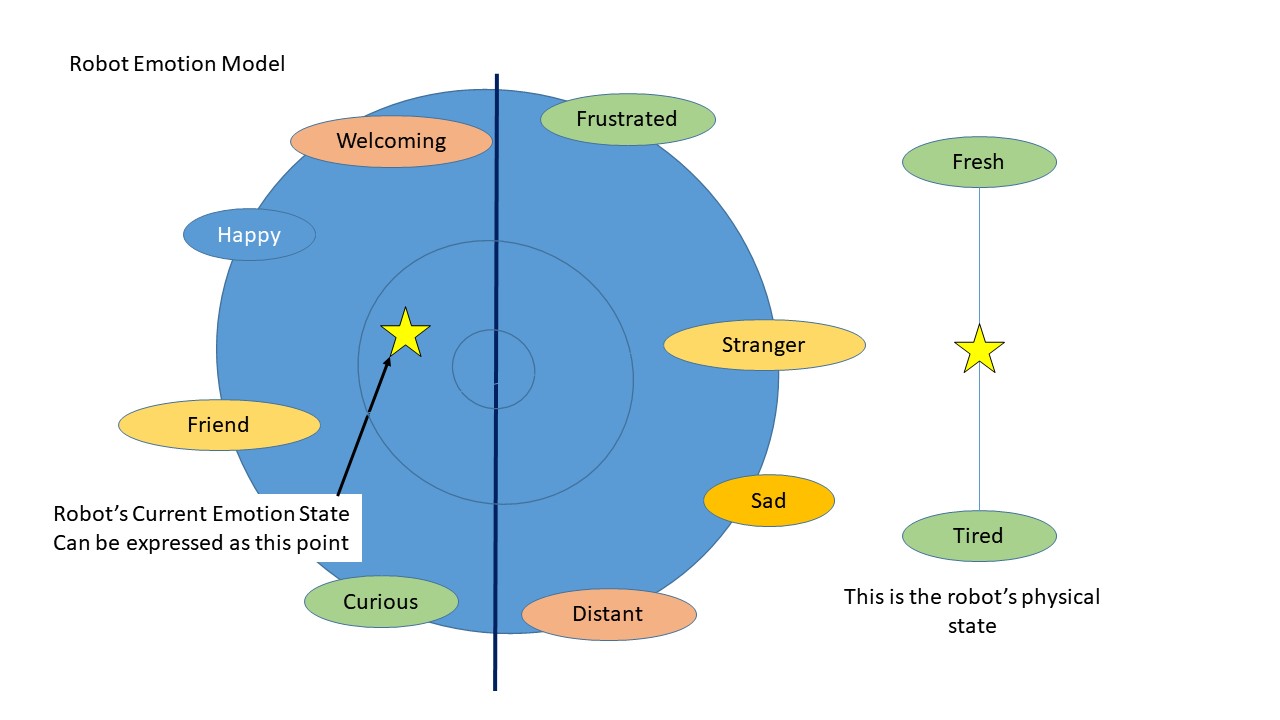 Robot Emotion Model
Welcoming
Frustrated
Happy
Fresh
Stranger
Friend
Sad
Robot’s Current Emotion State
Can be expressed as this point
Tired
Curious
Distant
This is the robot’s physical
state